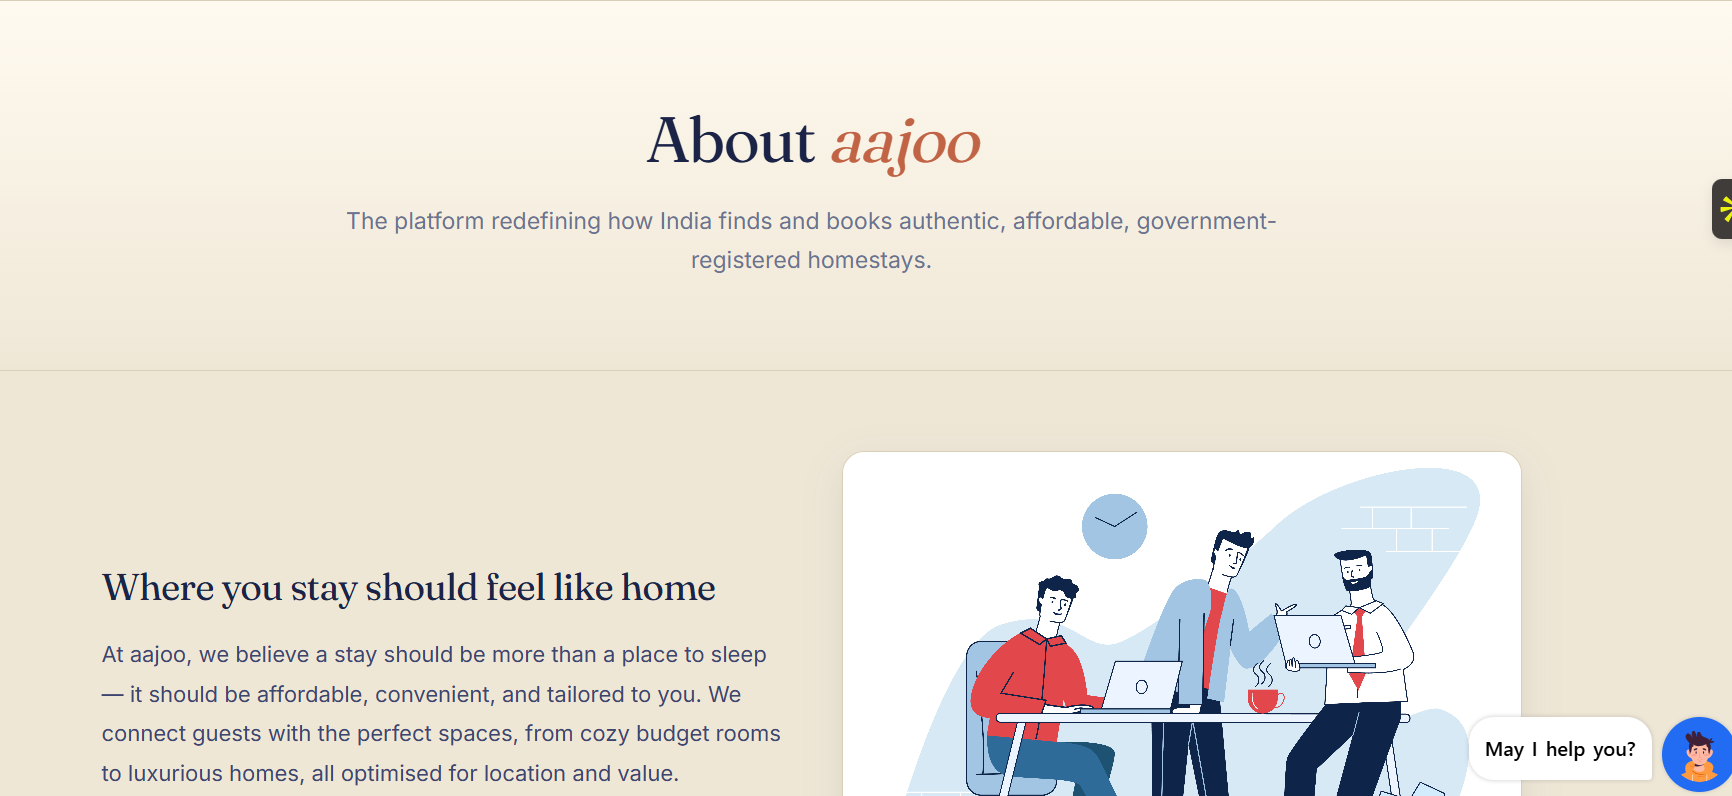 About aajoo
The platform redefining how India finds and books authentic, affordable, government-
registered homestays.
Where you stay should feel like home
At aajoo, we believe a stay should be more than a place to sleep
— it should be affordable, convenient, and tailored to you. We
connect guests with the perfect spaces, from cozy budget rooms
to luxurious homes, all optimised for location and value.
May I help you?